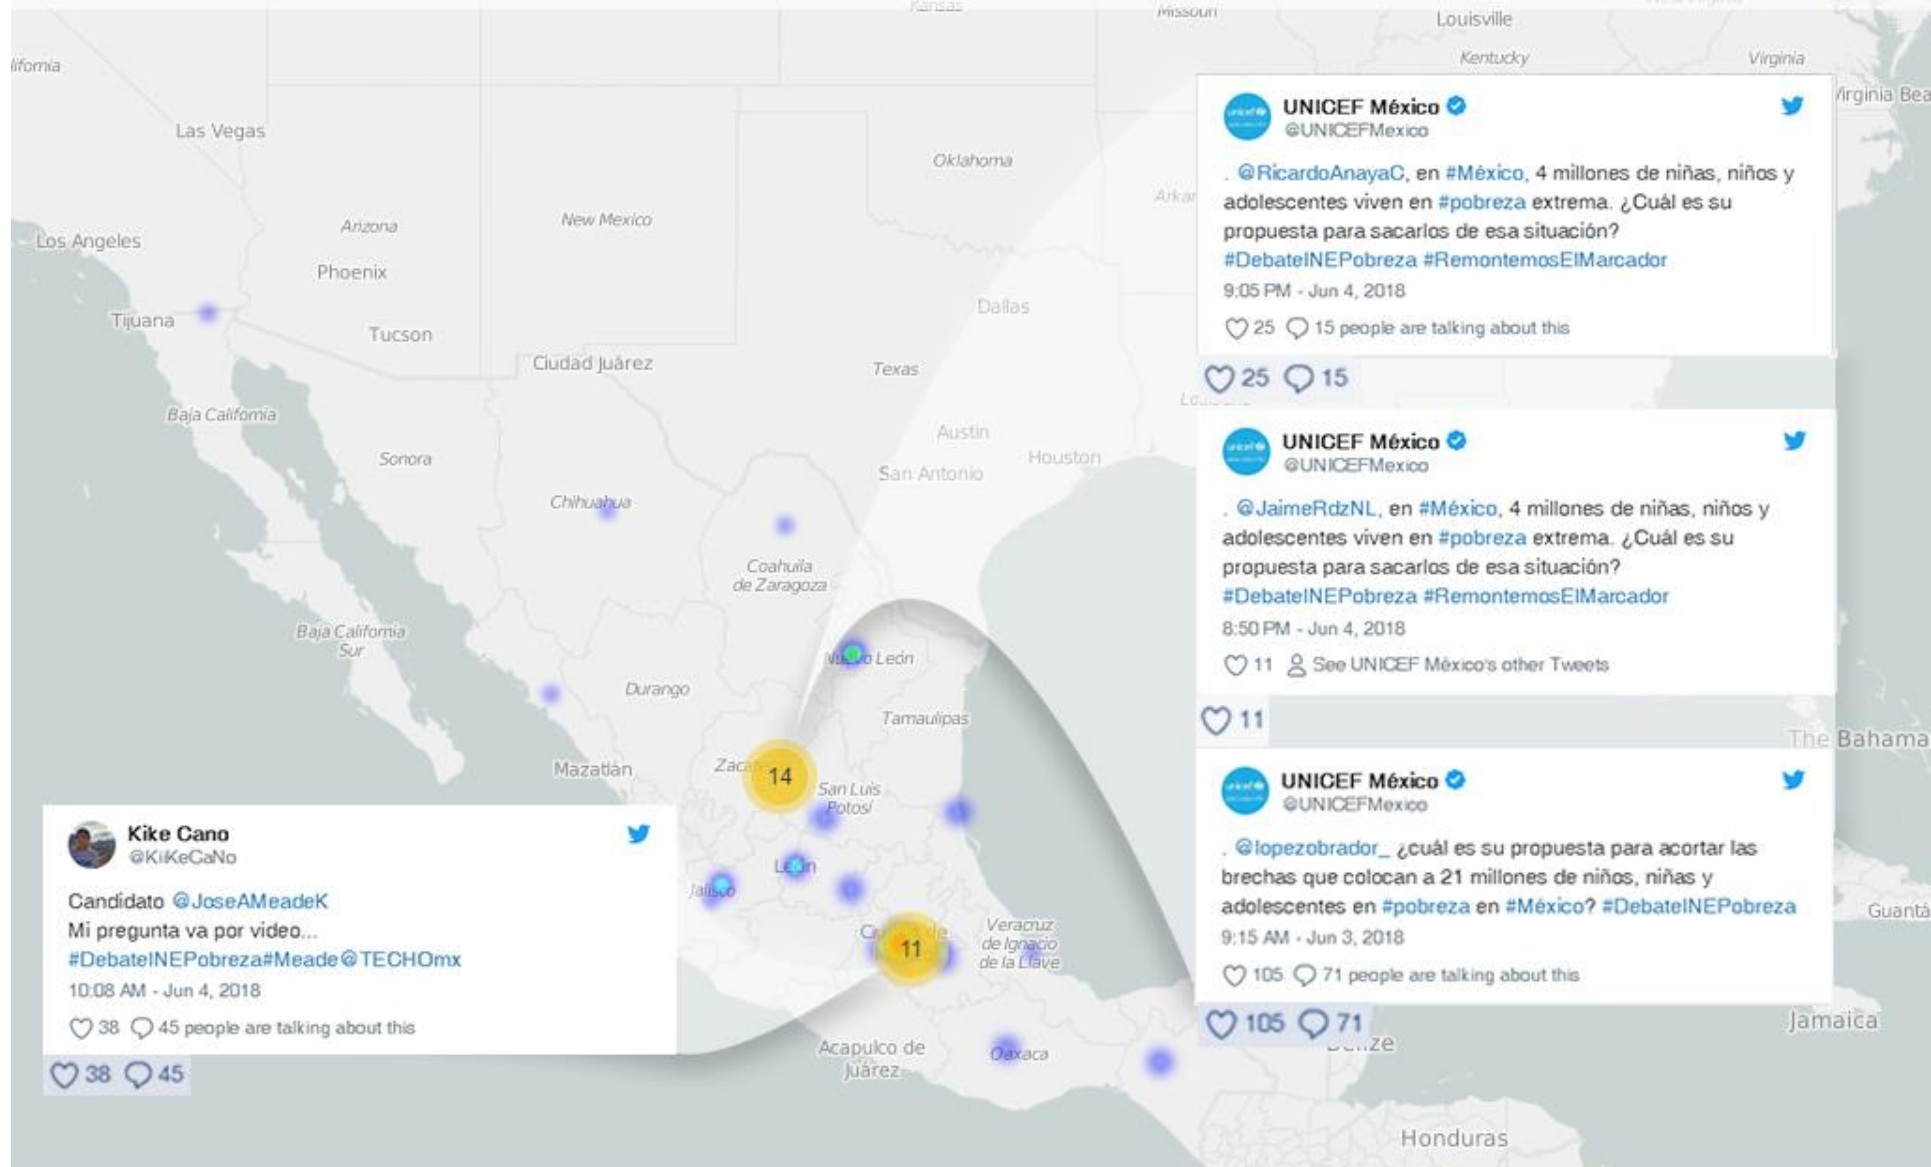 Kansas
Missouri
Louisville
Kentucky
Virginia
Las Vegas
Oklahoma
Arizona
New Mexico
Los Angeles
Phoenix
Dallas
Tijuana
Tucson
Ciudad Juárez
Texas
Baja California
Austin
Sonora
San Antonio
Houston
Chihuahua
Coahuila
de Zaragoza
Baja California
Sur
Nuevo León
Durango
Tamaulipas
Mazatlán
14
San Luis
Potosí
León
Jalisco
11
Veracruz
de Ignacio
de la Llave
Acapulco de
Juárez
Oaxaca
The Bahama
Guantá
Jamaica
Honduras
UNICEF México
@UNICEFMexico
. @RicardoAnayaC, en #México, 4 millones de niñas, niños y
adolescentes viven en #pobreza extrema. ¿Cuál es su
propuesta para sacarlos de esa situación?
#DebateINEPobreza #RemontemosElMarcador
9:05 PM - Jun 4, 2018
25 15 people are talking about this
25 15
UNICEF México
@UNICEFMexico
. @JaimeRdzNL, en #México, 4 millones de niñas, niños y
adolescentes viven en #pobreza extrema. ¿Cuál es su
propuesta para sacarlos de esa situación?
#DebateINEPobreza #RemontemosElMarcador
8:50 PM - Jun 4, 2018
11 See UNICEF México's other Tweets
11
UNICEF México
@UNICEFMexico
. @lopezobrador_ ¿cuál es su propuesta para acortar las
brechas que colocan a 21 millones de niños, niñas y
adolescentes en #pobreza en #México? #DebateINEPobreza
9:15 AM - Jun 3, 2018
105 71 people are talking about this
105 71
Kike Cano
@KiiKeCaNo
Candidato @JoseAMeadeK
Mi pregunta va por video...
#DebateINEPobreza#Meade@TECHOmx
10:08 AM - Jun 4, 2018
38 45 people are talking about this
38 45